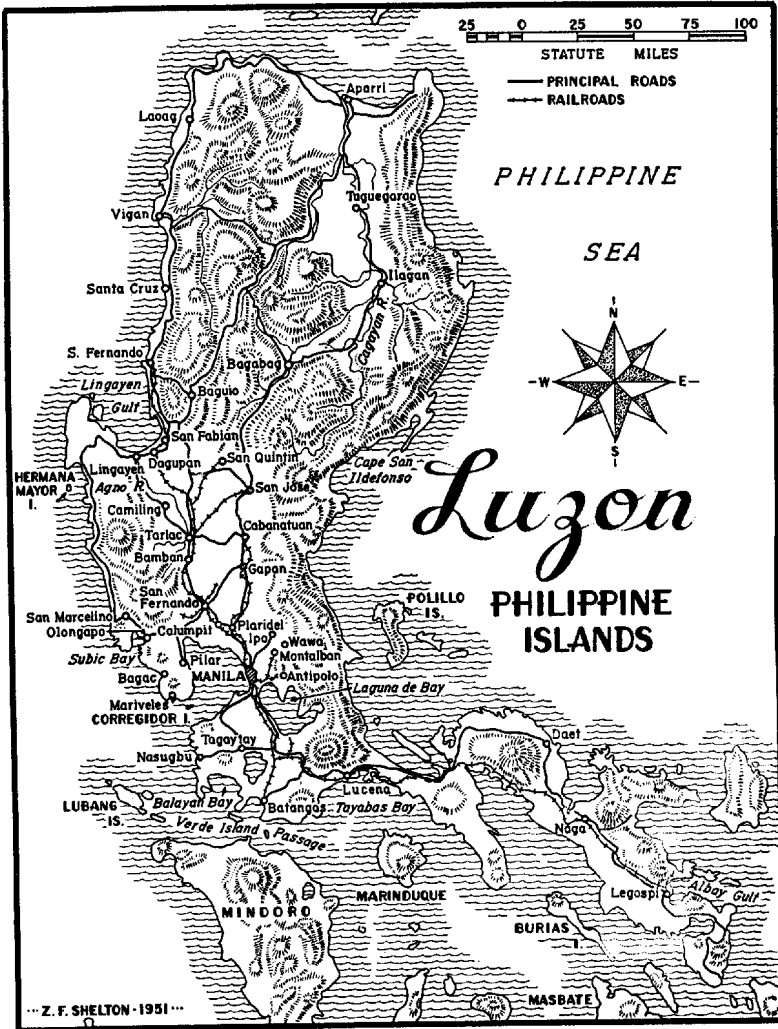 25 0 25 50 75 100
STATUTE MILES
PRINCIPAL ROADS
RAILROADS
Aparri
Laoag
PHILIPPINE
SEA
Tuguegarao
Vigan
Ilagan
Santa Cruz
N
Cagayan R.
S. Fernando
Bagabag
W
E
Lingayen
Gulf
Baguio
S
San Fabian
Lingayen
Dagupan
San Quintin
Cape San
Ildefonso
HERMANA
MAYOR
I.
Agno R.
San Jose
Luzon
Camiling
Cabanatuan
Tarlac
Bamban
Gapan
San
Fernando
POLILLO
IS.
PHILIPPINE
ISLANDS
San Marcelino
Olongapo
Calumpit
Plaridel
Ipo
Wawa
Montalban
Subic Bay
Pilar
MANILA
Antipolo
Bagac
Laguna de Bay
Mariveles
CORREGIDOR I.
Tagaytay
Daet
Nasugbu
Lucena
LUBANG
IS.
Balayan Bay
Batangas
Tayabas Bay
Verde Island Passage
Naga
MINDORO
MARINDUQUE
Legospi
Albay Gulf
BURIAS
I.
MASBATE
··Z. F. SHELTON-1951···